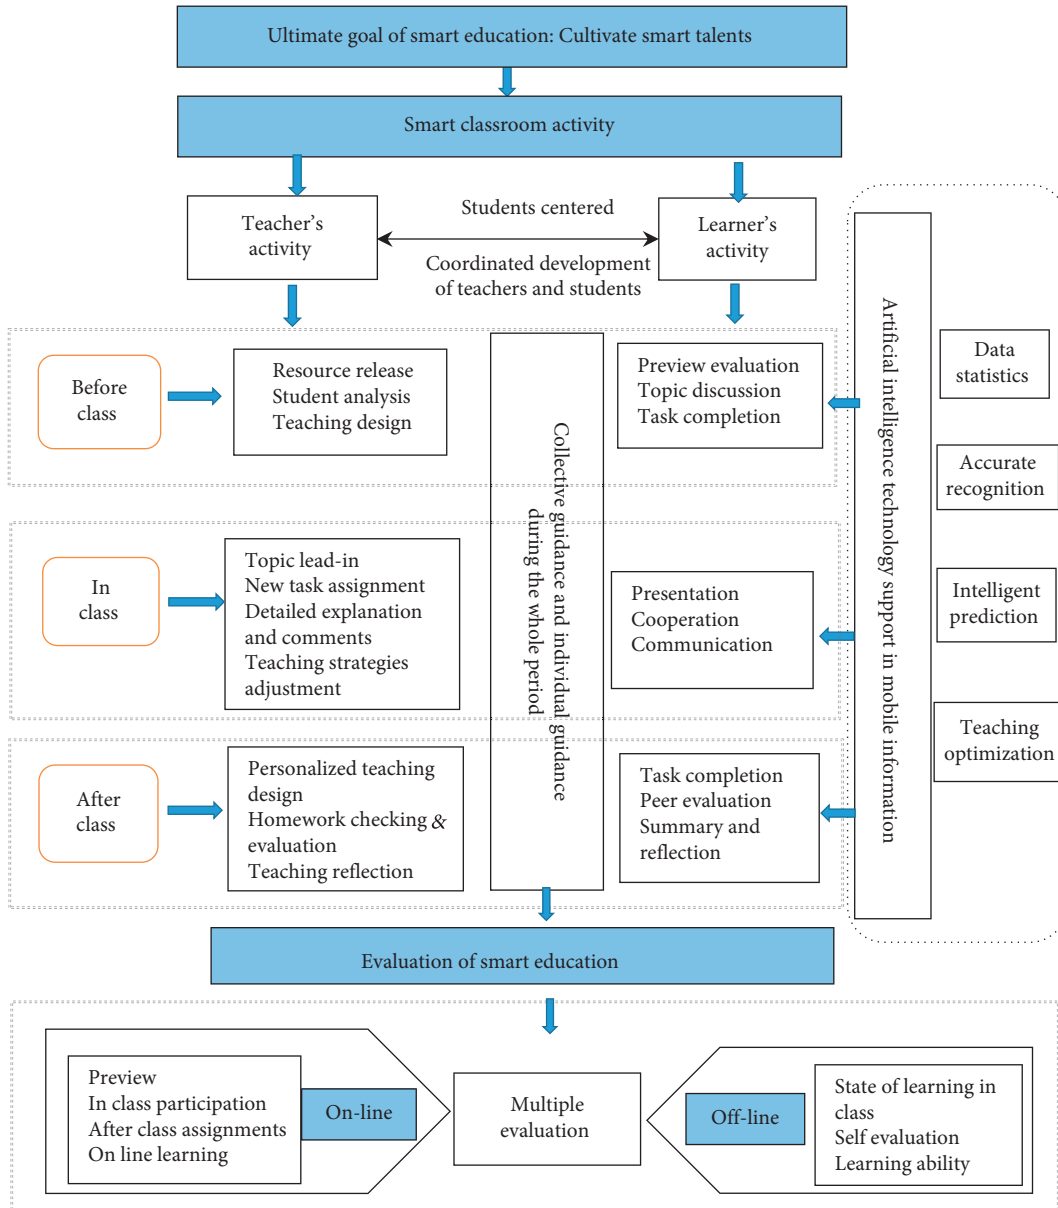 Ultimate goal of smart education: Cultivate smart talents
Smart classroom activity
Teacher's
activity
Students centered
Coordinated development
of teachers and students
Learner's
activity
Before
class
Resource release
Student analysis
Teaching design
Preview evaluation
Topic discussion
Task completion
In
class
Topic lead-in
New task assignment
Detailed explanation
and comments
Teaching strategies
adjustment
Presentation
Cooperation
Communication
After
class
Personalized teaching
design
Homework checking &
evaluation
Teaching reflection
Task completion
Peer evaluation
Summary and
reflection
Collective guidance and individual guidance
during the whole period
Artificial intelligence technology support in mobile information
Data
statistics
Accurate
recognition
Intelligent
prediction
Teaching
optimization
Evaluation of smart education
Preview
In class participation
After class assignments
On line learning
On-line
Multiple
evaluation
Off-line
State of learning in
class
Self evaluation
Learning ability